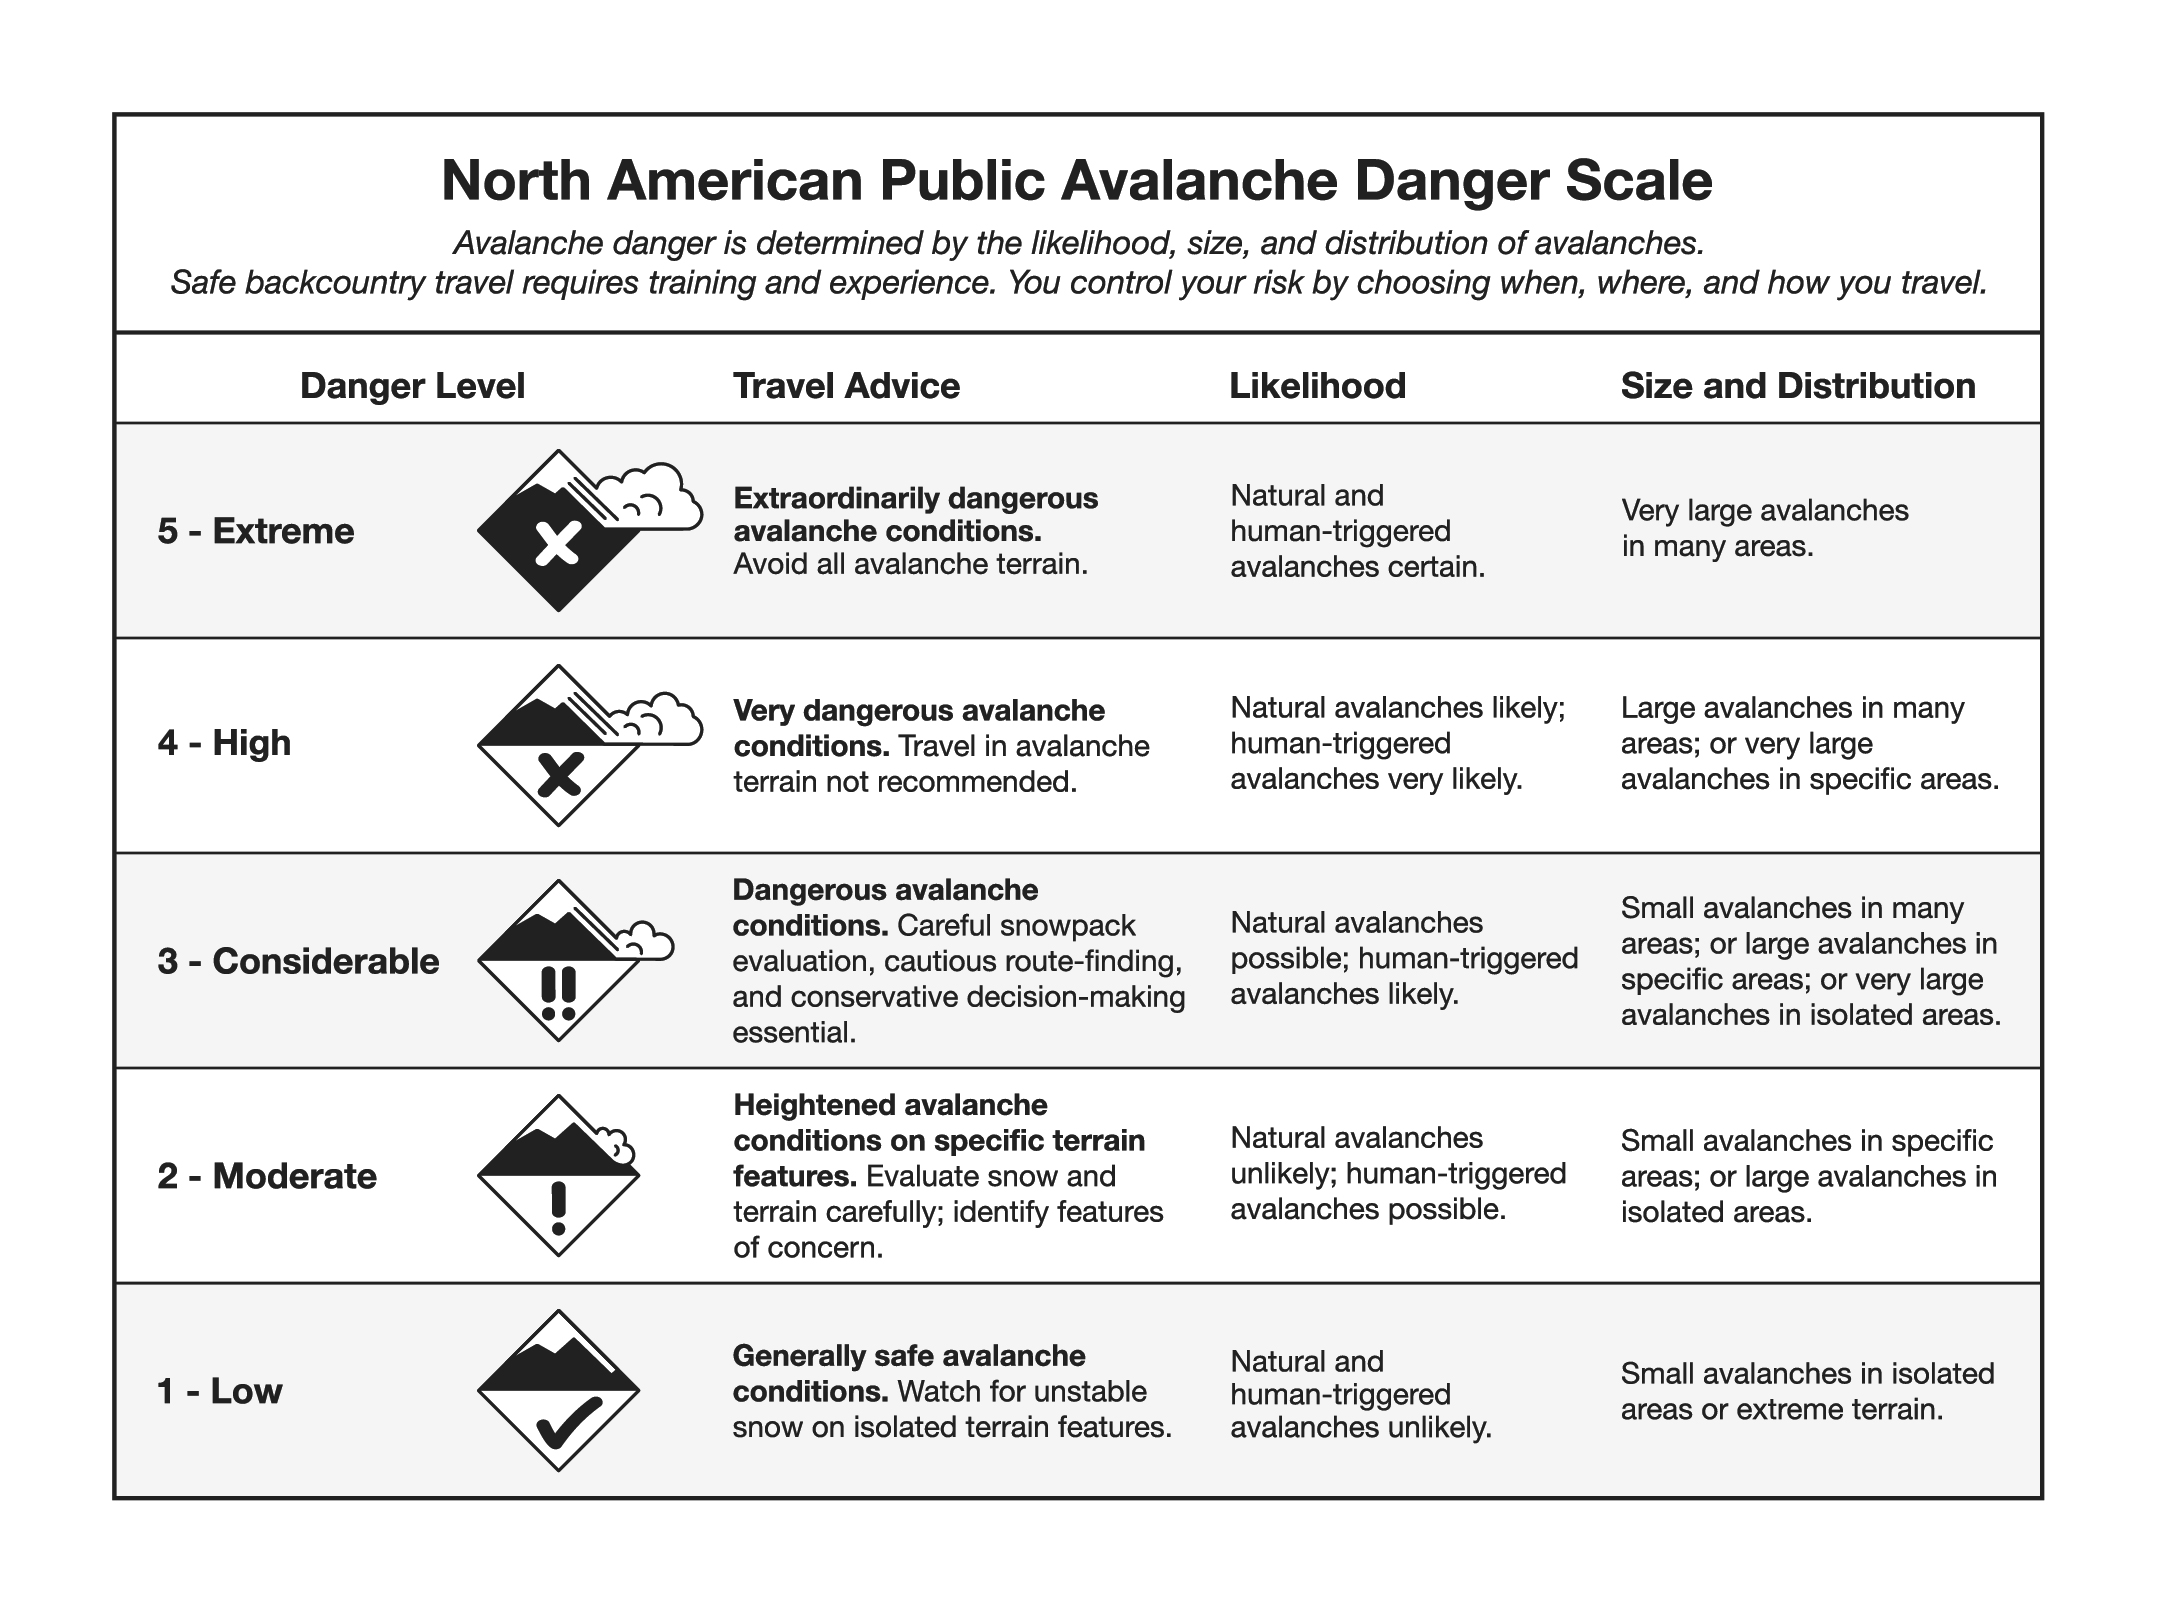 North American Public Avalanche Danger Scale
Avalanche danger is determined by the likelihood, size, and distribution of avalanches.
Safe backcountry travel requires training and experience. You control your risk by choosing when, where, and how you travel.
Danger Level
Travel Advice
Likelihood
Size and Distribution
5 - Extreme
Extraordinarily dangerous
avalanche conditions.
Avoid all avalanche terrain.
Natural and
human-triggered
avalanches certain.
Very large avalanches
in many areas.
4 - High
Very dangerous avalanche
conditions. Travel in avalanche
terrain not recommended.
Natural avalanches likely;
human-triggered
avalanches very likely.
Large avalanches in many
areas; or very large
avalanches in specific areas.
3 - Considerable
!!
Dangerous avalanche
conditions. Careful snowpack
evaluation, cautious route-finding,
and conservative decision-making
essential.
Natural avalanches
possible; human-triggered
avalanches likely.
Small avalanches in many
areas; or large avalanches in
specific areas; or very large
avalanches in isolated areas.
2 - Moderate
!
Heightened avalanche
conditions on specific terrain
features. Evaluate snow and
terrain carefully; identify features
of concern.
Natural avalanches
unlikely; human-triggered
avalanches possible.
Small avalanches in specific
areas; or large avalanches in
isolated areas.
1 - Low
Generally safe avalanche
conditions. Watch for unstable
snow on isolated terrain features.
Natural and
human-triggered
avalanches unlikely.
Small avalanches in isolated
areas or extreme terrain.